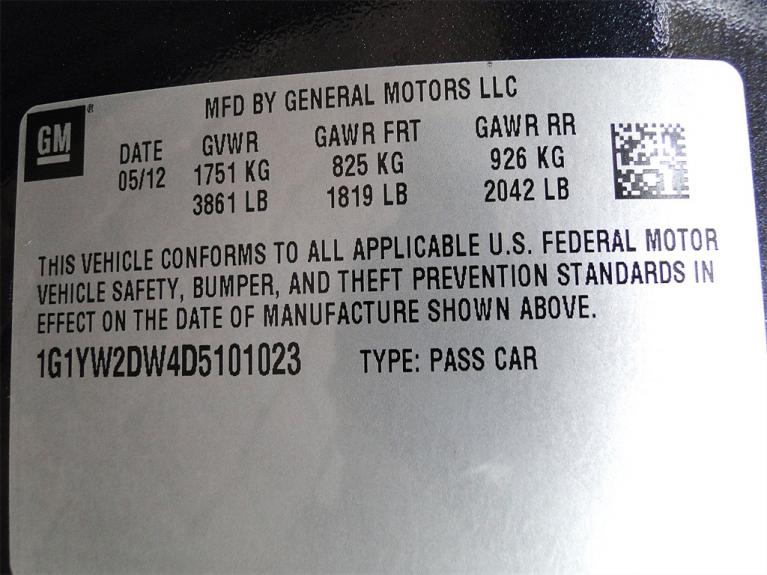 MFD BY GENERAL MOTORS LLC
GM ®
DATE GVWR GAWR FRT GAWR RR
05/12 1751 KG 825 KG 926 KG
3861 LB 1819 LB 2042 LB
THIS VEHICLE CONFORMS TO ALL APPLICABLE U.S. FEDERAL MOTOR
VEHICLE SAFETY, BUMPER, AND THEFT PREVENTION STANDARDS IN
EFFECT ON THE DATE OF MANUFACTURE SHOWN ABOVE.
1G1YW2DW4D5101023 TYPE: PASS CAR